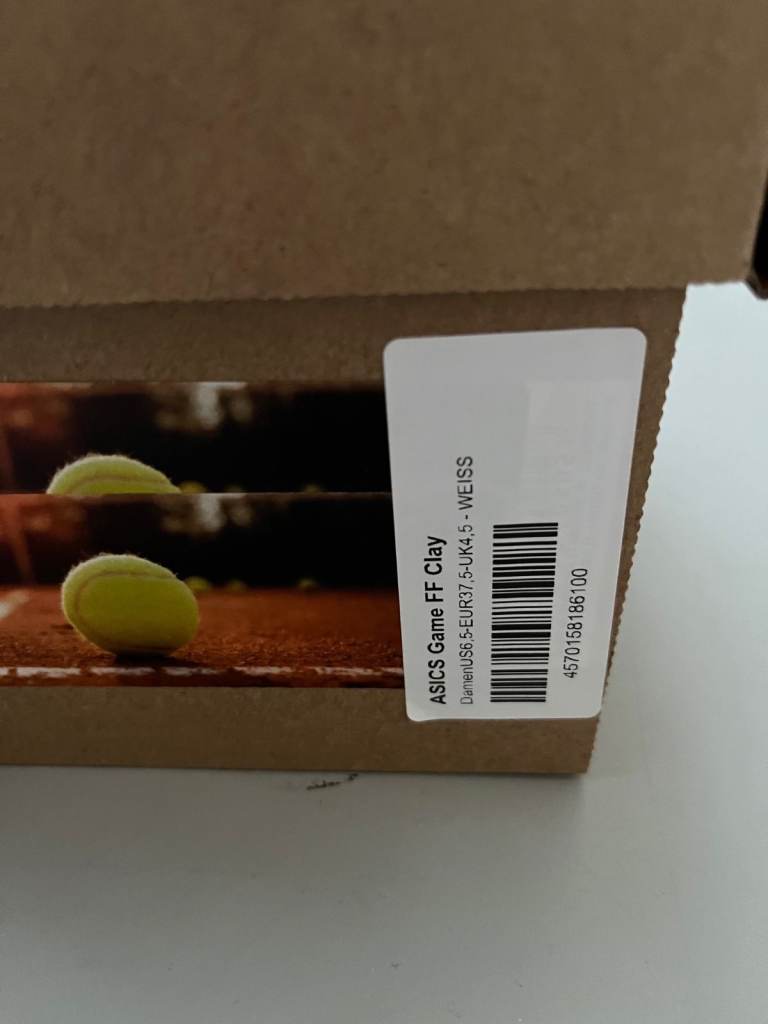 ASICS Game FF Clay
DamenUS6,5-EUR37,5-UK4,5 - WEISS
4570158186100